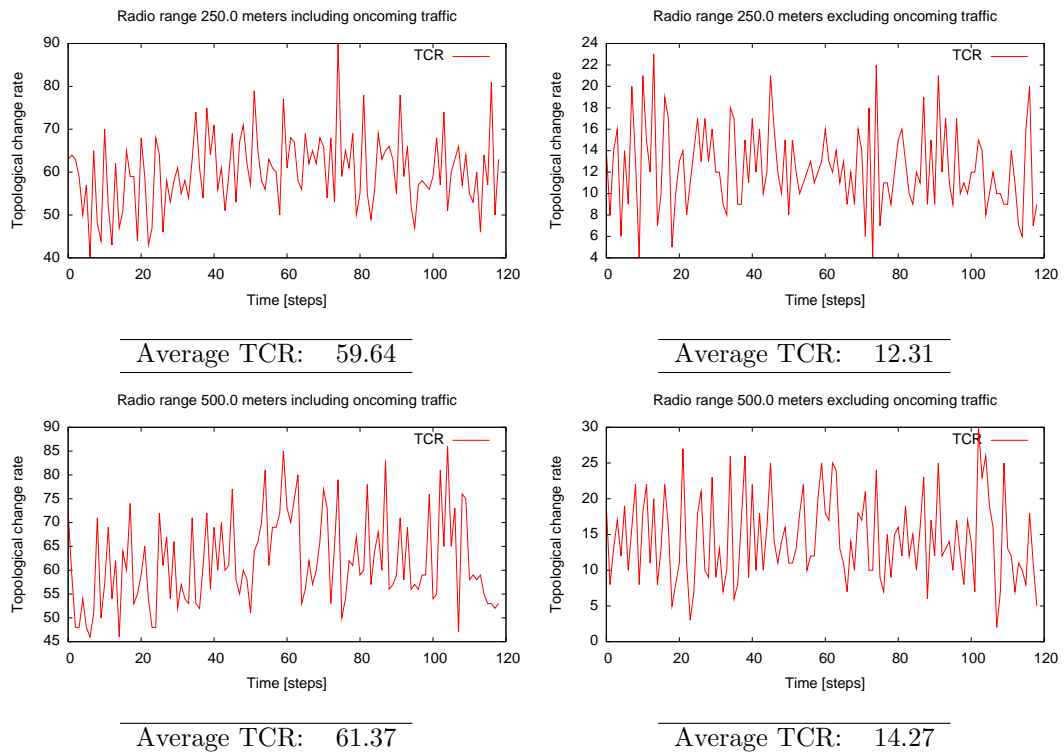 Radio range 250.0 meters including oncoming traffic
90
80
70
60
50
40
0 20 40 60 80 100 120
Topological change rate
Time [steps]
TCR
Average TCR: 59.64
Radio range 250.0 meters excluding oncoming traffic
24
22
20
18
16
14
12
10
8
6
4
0 20 40 60 80 100 120
Topological change rate
Time [steps]
TCR
Average TCR: 12.31
Radio range 500.0 meters including oncoming traffic
90
85
80
75
70
65
60
55
50
45
0 20 40 60 80 100 120
Topological change rate
Time [steps]
TCR
Average TCR: 61.37
Radio range 500.0 meters excluding oncoming traffic
30
25
20
15
10
5
0
0 20 40 60 80 100 120
Topological change rate
Time [steps]
TCR
Average TCR: 14.27